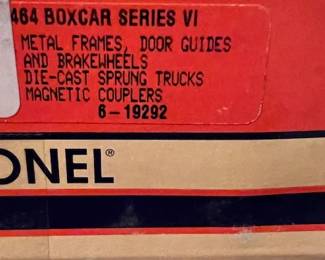 464 BOXCAR SERIES VI
METAL FRAMES, DOOR GUIDES
AND BRAKEWHEELS
DIE-CAST SPRUNG TRUCKS
MAGNETIC COUPLERS
6-19292
ONEL®